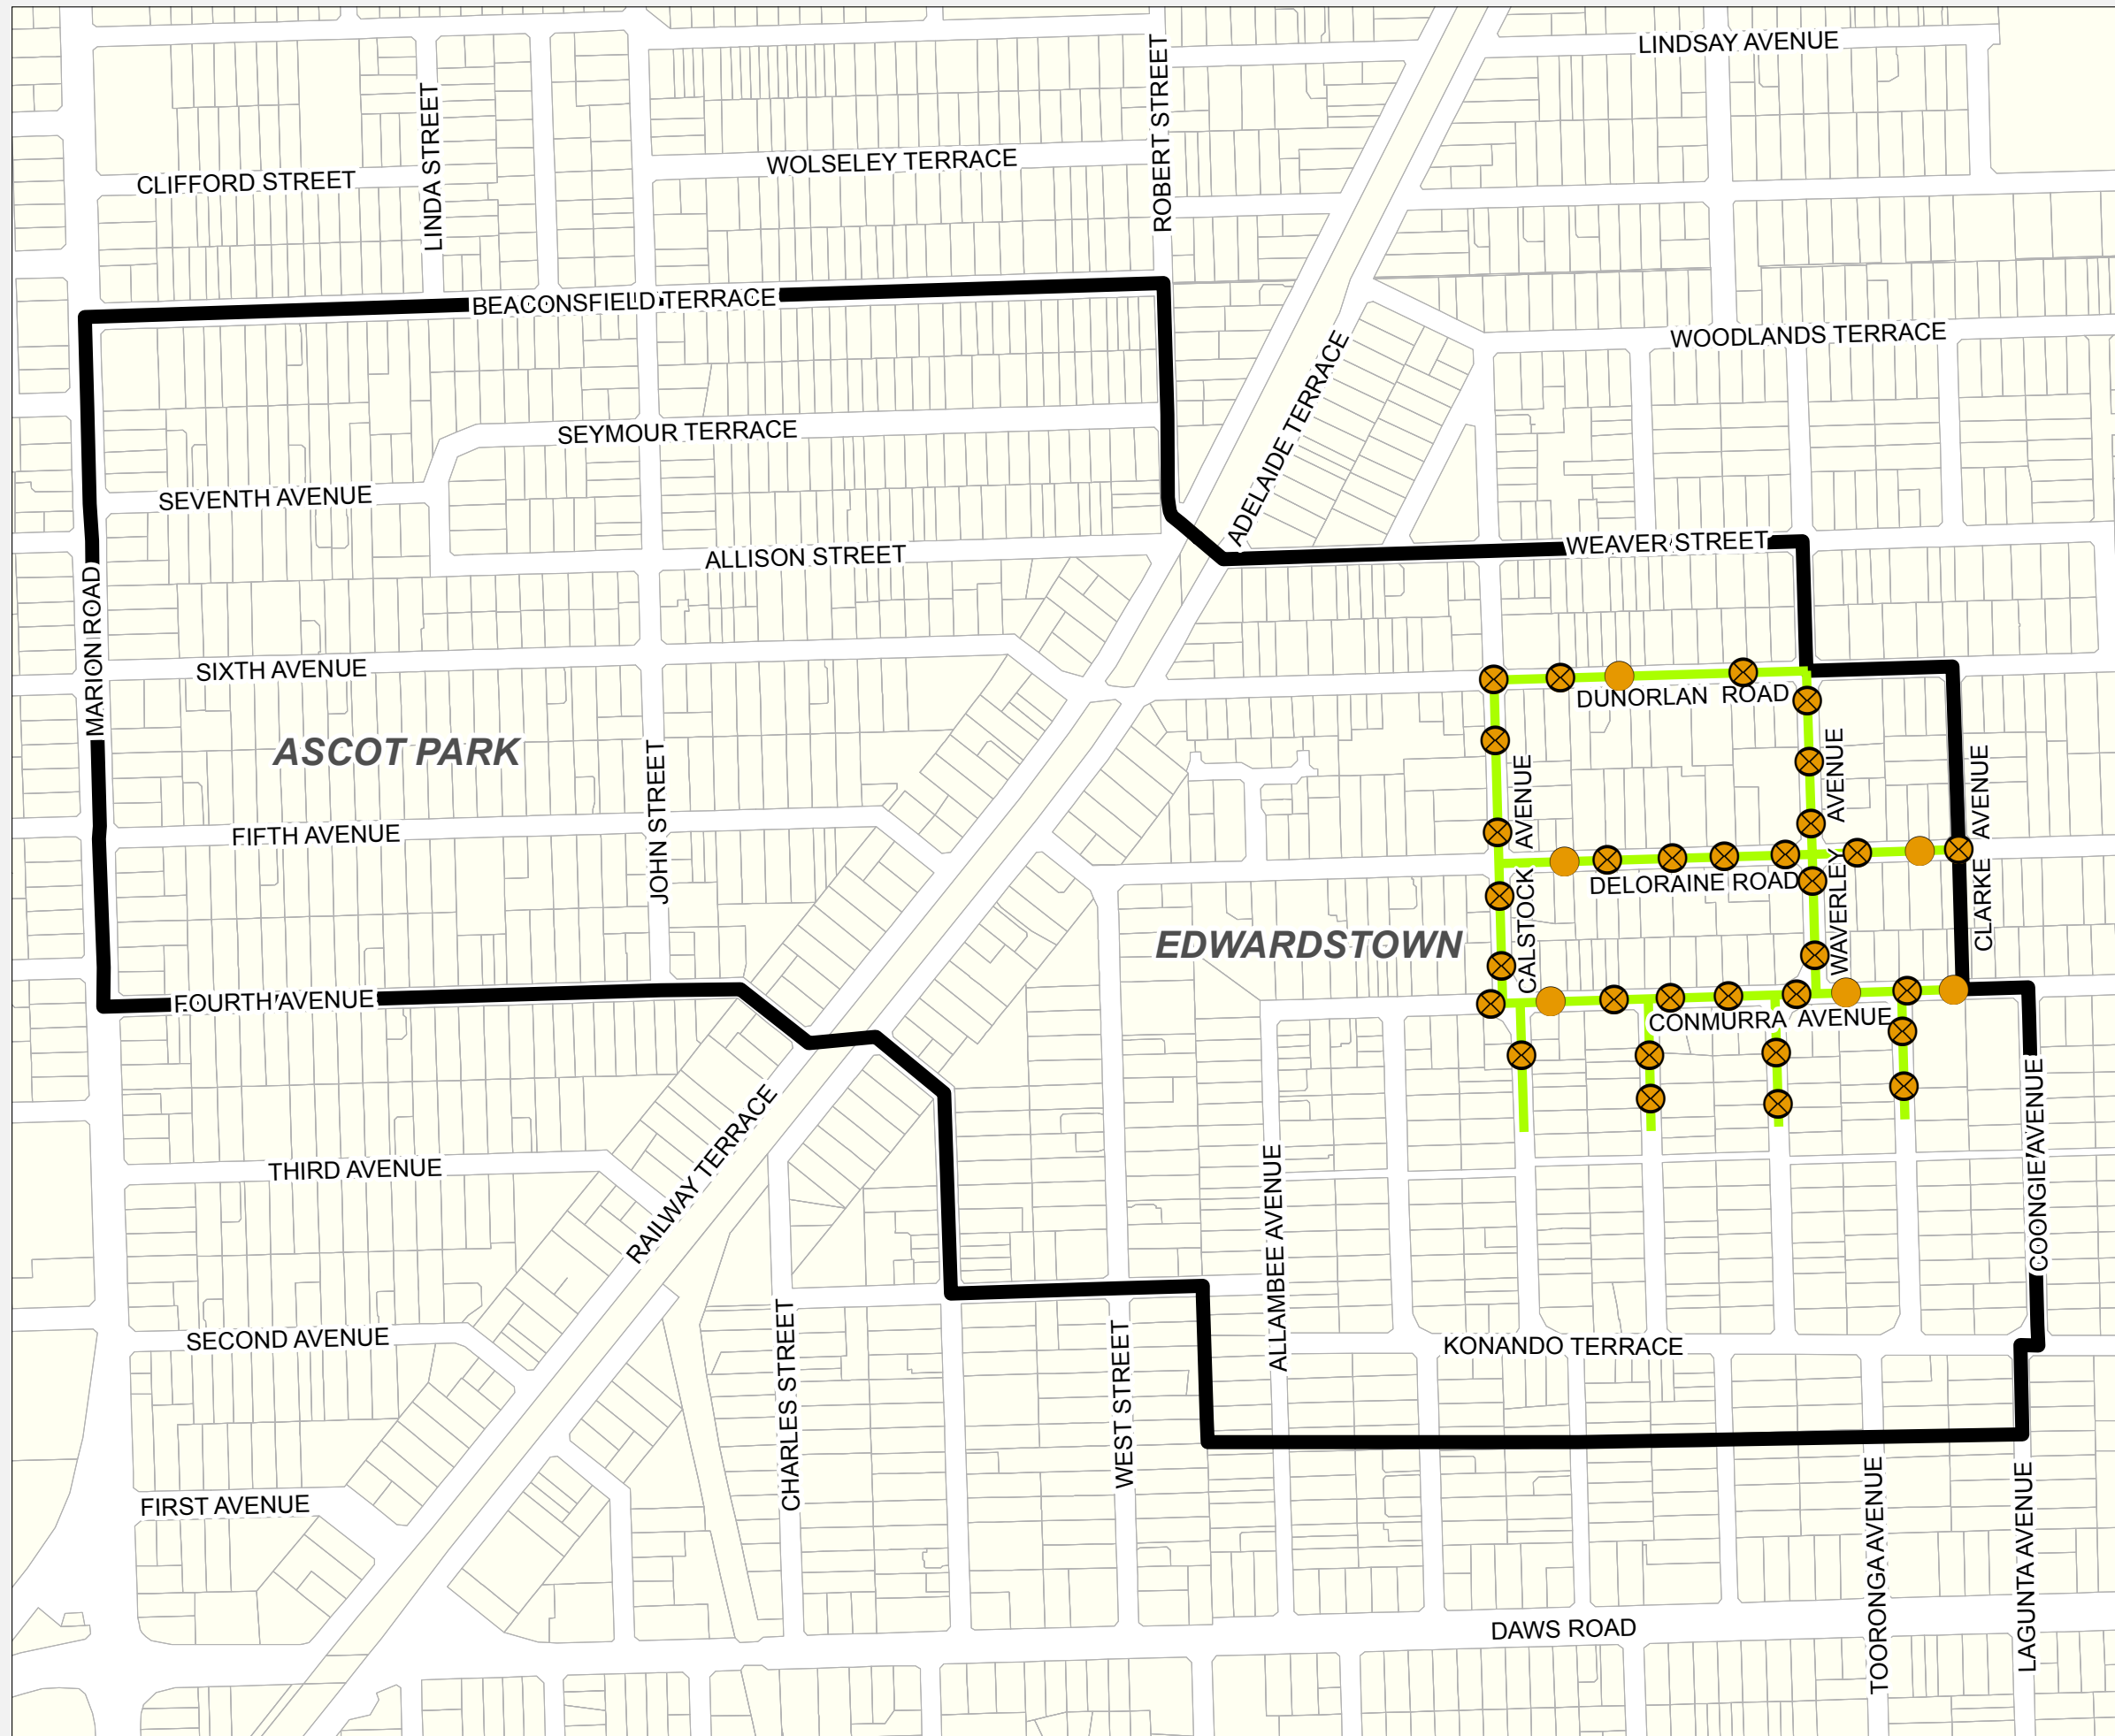 LINDSAY AVENUE
ROBERT STREET
LINDA STREET
WOLSELEY TERRACE
CLIFFORD STREET
BEACONSFIELD TERRACE
WOODLANDS TERRACE
ADELAIDE TERRACE
SEYMOUR TERRACE
SEVENTH AVENUE
WEAVER STREET
ALLISON STREET
MARION ROAD
SIXTH AVENUE
DUNORLAN ROAD
ASCOT PARK
JOHN STREET
CALSTOCK AVENUE
WAVERLEY AVENUE
CLARKE AVENUE
FIFTH AVENUE
DELORAINE ROAD
EDWARDSTOWN
FOURTH AVENUE
CONMURRA AVENUE
RAILWAY TERRACE
THIRD AVENUE
COONGIE AVENUE
ALLAMBEE AVENUE
SECOND AVENUE
KONANDO TERRACE
CHARLES STREET
WEST STREET
FIRST AVENUE
TOORONGA AVENUE
LAGUNTA AVENUE
DAWS ROAD